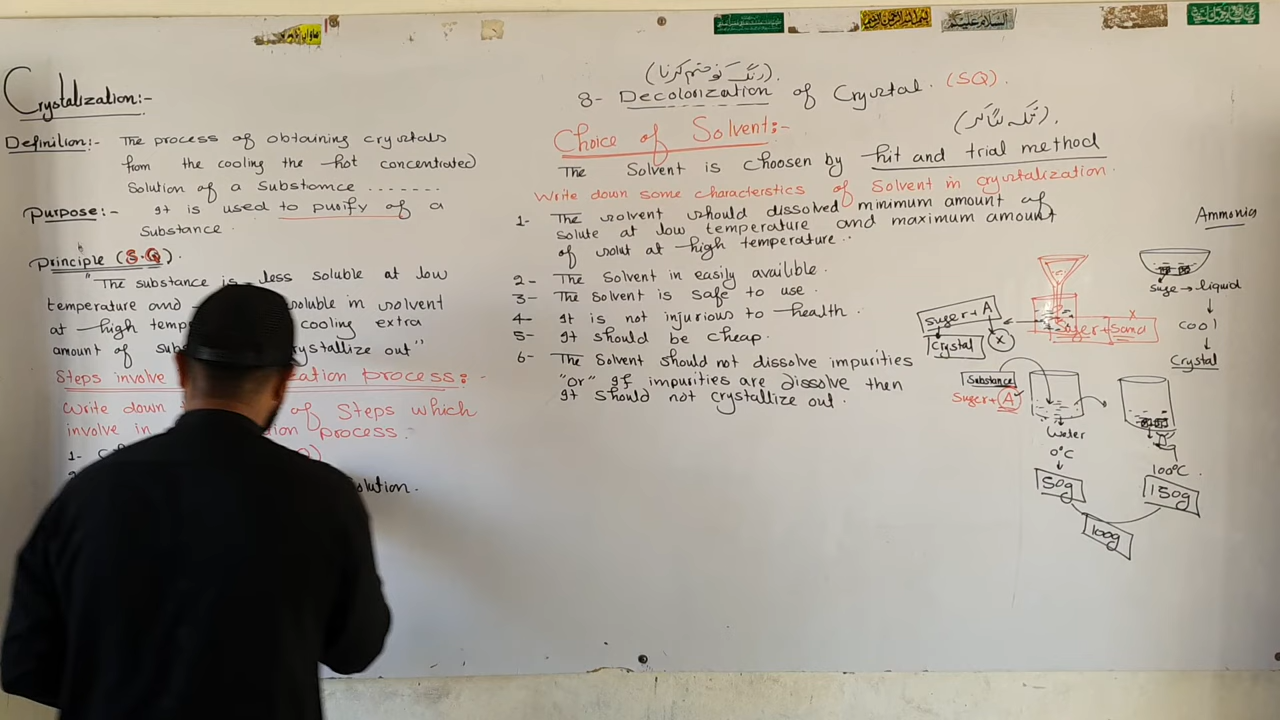 السلام عليكم
Crystalization:-
Definition:- The process of obtaining crystals
from the cooling the hot concentrated
Solution of a Substance .......
Purpose:- It is used to purify of a
Substance.
Principle (S.Q).
"The substance is less soluble at low
temperature and soluble in solvent
at high cooling extra
amount of crystallize out"
Steps involve process:-
Write down of Steps which
involve in process.
1-
solution.
8- Decolorization of Crystal. (SQ).
Choice of Solvent:-
The Solvent is choosen by hit and trial method
Write down some characterstics of Solvent in crystalization.
1- The solvent should dissolved minimum amount of
solute at low temperature and maximum amount
of solut at high temperature..
2- The Solvent in easily availible.
3- The Solvent is safe to use.
4- It is not injurious to health.
5- It should be cheap.
6- The Solvent should not dissolve impurities
"or" If impurities are dissolve then
It should not crystallize out.
Ammonics
suger+A
Crystal
X
suger+sand
X
suge → liquid
cool
Crystal
Substance
Suger+A
Water
0°C
50g
100°C.
150g
100g